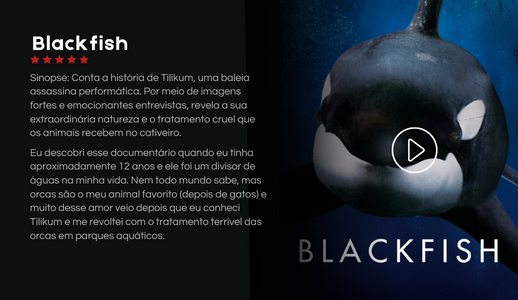 Blackfish
Sinopse: Conta a história de Tilikum, uma baleia
assassina performática. Por meio de imagens
fortes e emocionantes entrevistas, revela a sua
extraordinária natureza e o tratamento cruel que
os animais recebem no cativeiro.
Eu descobri esse documentário quando eu tinha
aproximadamente 12 anos e ele foi um divisor de
águas na minha vida. Nem todo mundo sabe, mas
orcas são o meu animal favorito (depois de gatos) e
muito desse amor veio depois que eu conheci
Tilikum e me revoltei com o tratamento terrível das
orcas em parques aquáticos.
BLACKFISH